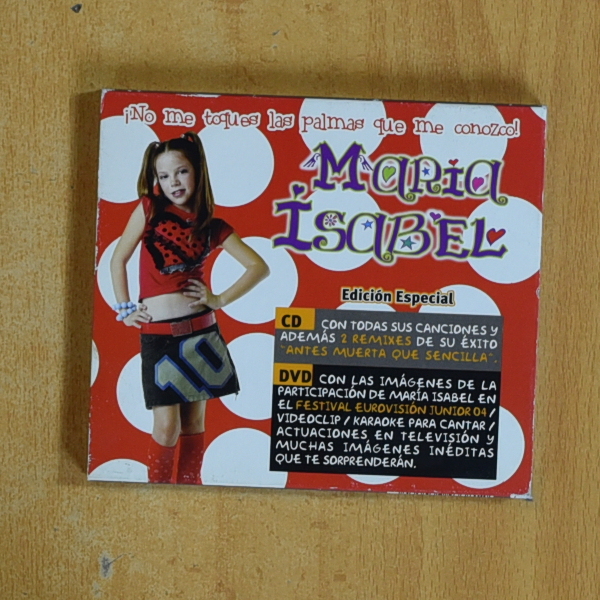 ¡No me toques las palmas que me conozco!
MARIA
ISABEL
Edición Especial
CD CON TODAS SUS CANCIONES Y
ADEMÁS 2 REMIXES DE SU ÉXITO
"ANTES MUERTA QUE SENCILLA".
DVD CON LAS IMÁGENES DE LA
PARTICIPACIÓN DE MARÍA ISABEL EN
EL FESTIVAL EUROVISIÓN JUNIOR 04 /
VIDEOCLIP / KARAOKE PARA CANTAR /
ACTUACIONES EN TELEVISIÓN Y
MUCHAS IMÁGENES INÉDITAS
QUE TE SORPRENDERÁN.
10